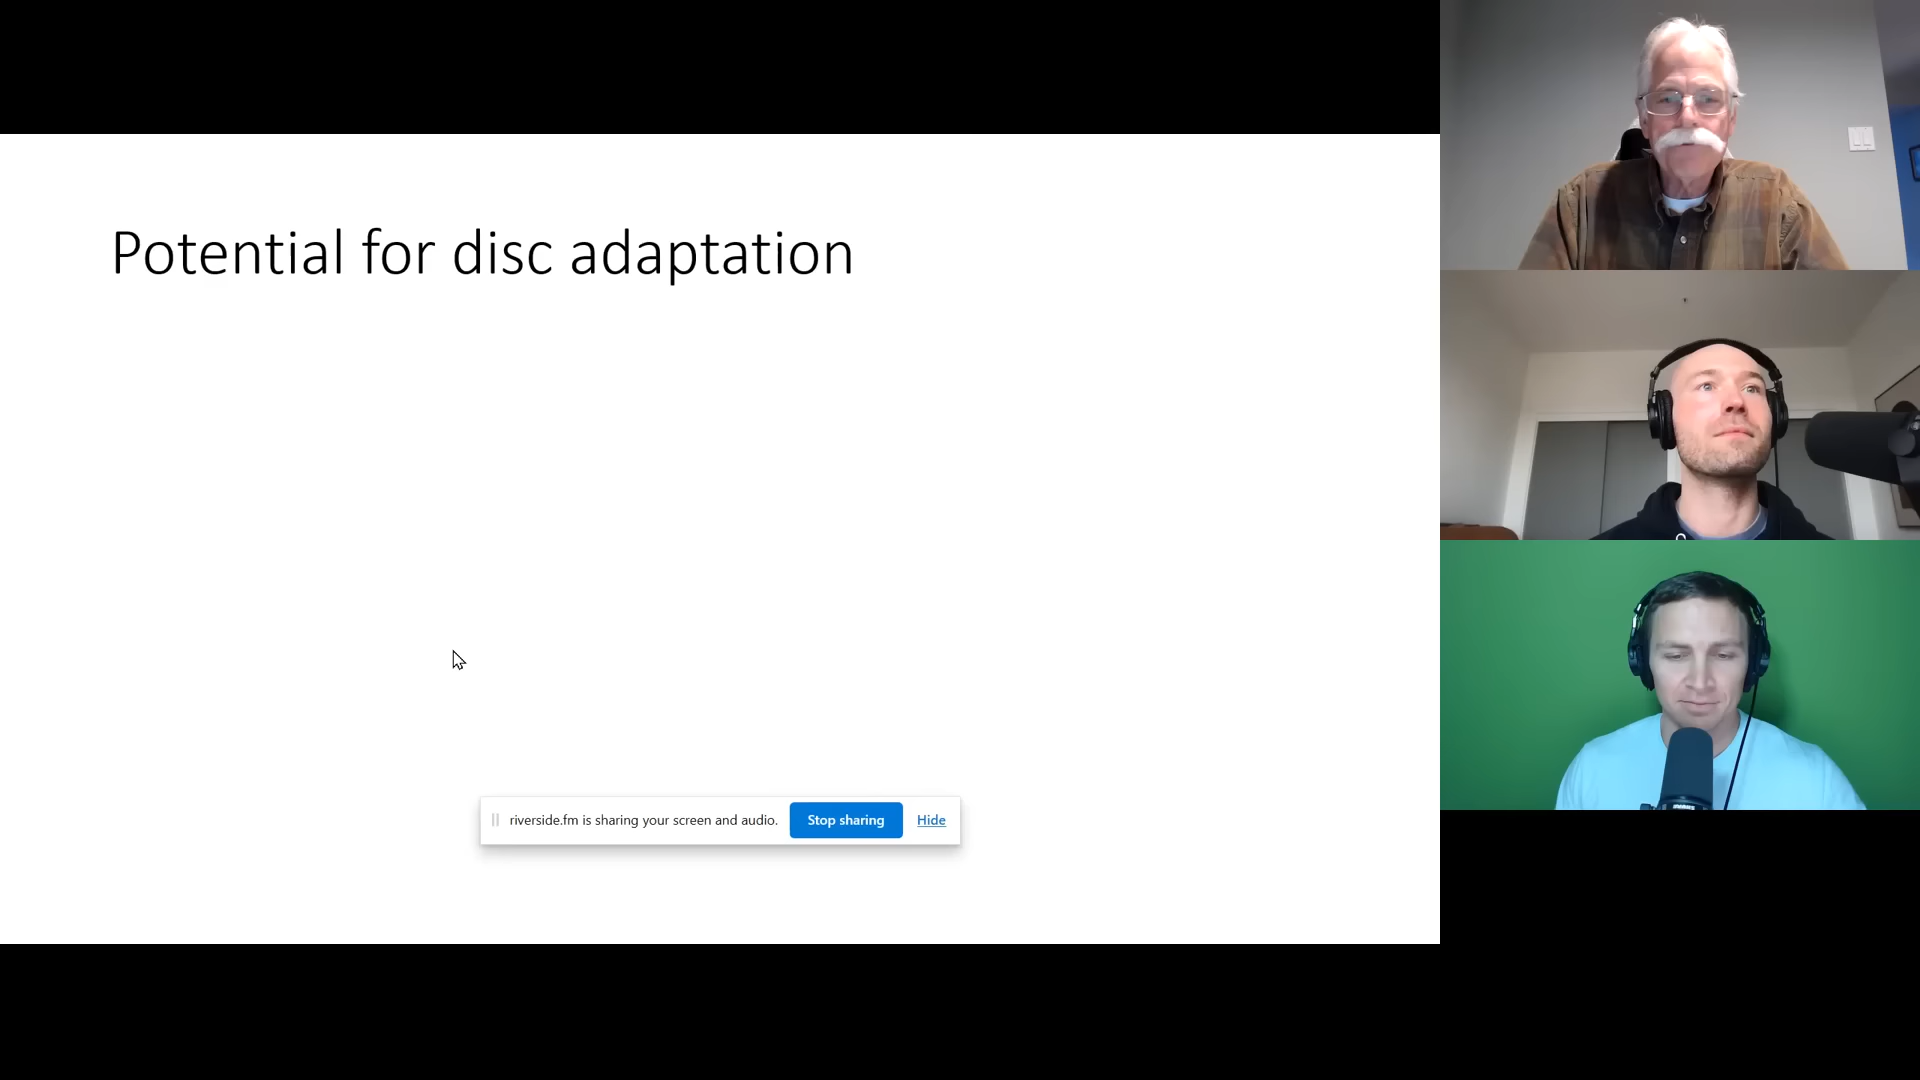 Potential for disc adaptation
riverside.fm is sharing your screen and audio.
Stop sharing
Hide